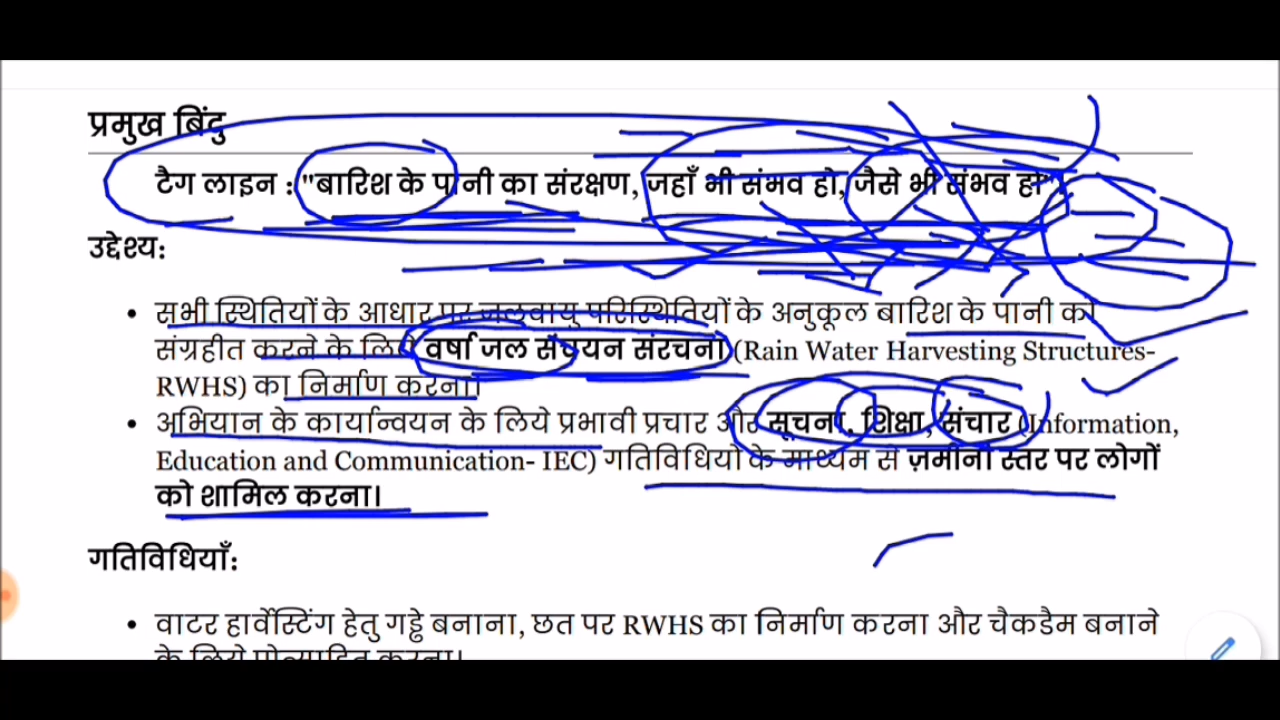 प्रमुख बिंदु
टैग लाइन : "बारिश के पानी का संरक्षण, जहाँ भी संभव हो, जैसे भी संभव हो"
उद्देश्य:
• सभी स्थितियों के आधार पर जलवायु परिस्थितियों के अनुकूल बारिश के पानी को
संग्रहीत करने के लिये वर्षा जल संचयन संरचना (Rain Water Harvesting Structures-
RWHS) का निर्माण करना।
• अभियान के कार्यान्वयन के लिये प्रभावी प्रचार और सूचना, शिक्षा, संचार (Information,
Education and Communication- IEC) गतिविधियों के माध्यम से ज़मीनी स्तर पर लोगों
को शामिल करना।
गतिविधियाँ:
• वाटर हार्वेस्टिंग हेतु गड्ढे बनाना, छत पर RWHS का निर्माण करना और चैकडैम बनाने
के लिये प्रोत्साहित करना।